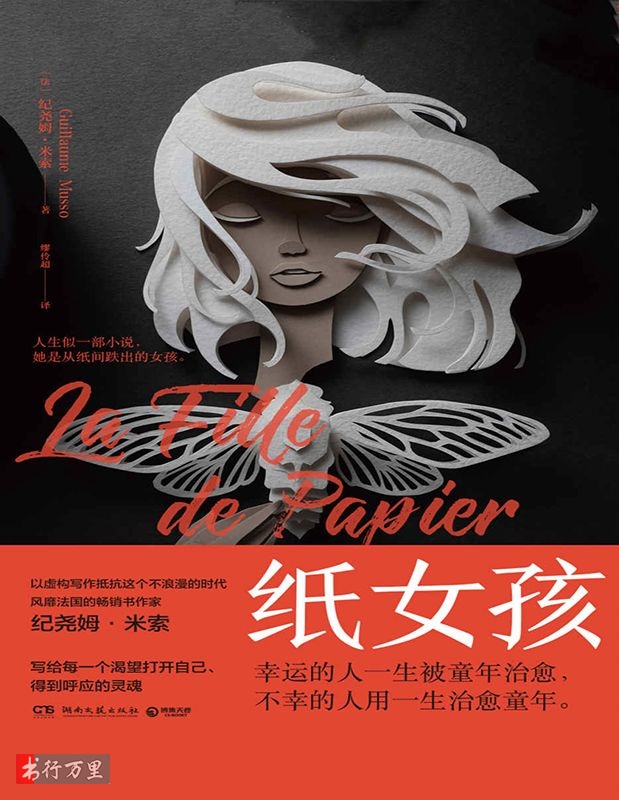 〔法〕纪尧姆·米索——著
Guillaume Musso
缪伶超——译
人生似一部小说，
她是从纸间跌出的女孩。
La Fille
de Papier
纸女孩
以虚构写作抵抗这个不浪漫的时代
风靡法国的畅销书作家
纪尧姆·米索
写给每一个渴望打开自己、
得到呼应的灵魂
幸运的人一生被童年治愈，
不幸的人用一生治愈童年。
湖南文艺出版社
博集天卷
CS-BOOKY
书行万里